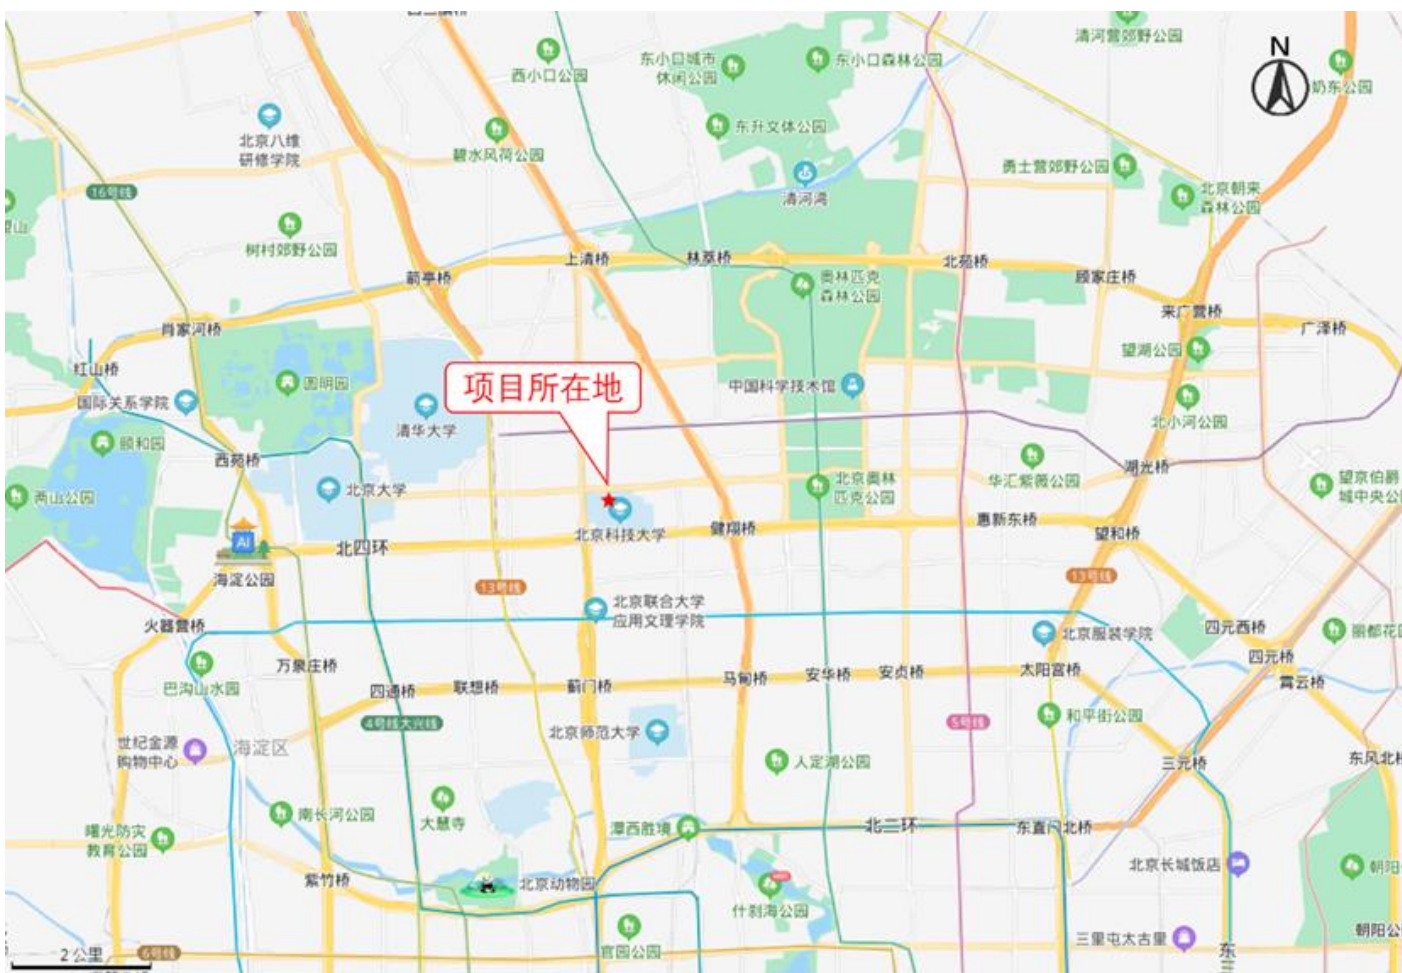 清河营郊野公园
N
西小口公园
东小口城市
休闲公园
东小口森林公园
奶东公园
北京八维
研修学院
碧水风荷公园
东升文体公园
勇士营郊野公园
16号线
清河湾
北京朝来
森林公园
树村郊野公园
上清桥
林萃桥
北苑桥
箭亭桥
奥林匹克
森林公园
顾家庄桥
来广营桥
肖家河桥
广泽桥
望湖公园
红山桥
圆明园
项目所在地
中国科学技术馆
国际关系学院
清华大学
北小河公园
颐和园
西苑桥
湖光桥
北京大学
华汇紫薇公园
望京伯爵
城中央公
北京奥林
匹克公园
北京科技大学
健翔桥
惠新东桥
望和桥
AI
北四环
海淀公园
13号线
13号线
北京联合大学
应用文理学院
火器营桥
北京服装学院
四元西桥
丽都花
万泉庄桥
四元桥
巴沟山水园
四通桥
联想桥
蓟门桥
马甸桥
安华桥
安贞桥
太阳宫桥
霄云桥
4号线大兴线
5号线
和平街公园
北京师范大学
世纪金源
购物中心
海淀区
人定湖公园
三元桥
东风北桥
南长河公园
大慧寺
潭西胜境
北二环
东直门北桥
曙光防灾
教育公园
紫竹桥
北京动物园
北京长城饭店
朝阳
什刹海公园
官园公园
三里屯太古里
朝阳公
2公里
6号线
东